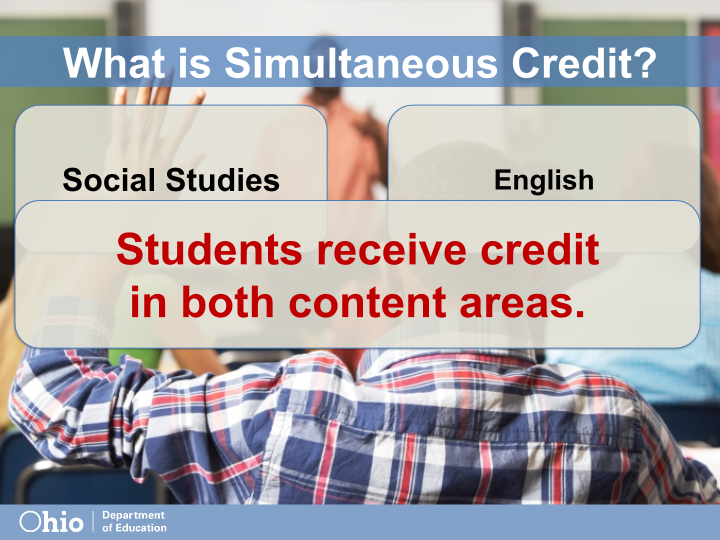 What is Simultaneous Credit?
Social Studies
English
Students receive credit
in both content areas.
Ohio
Department
of Education